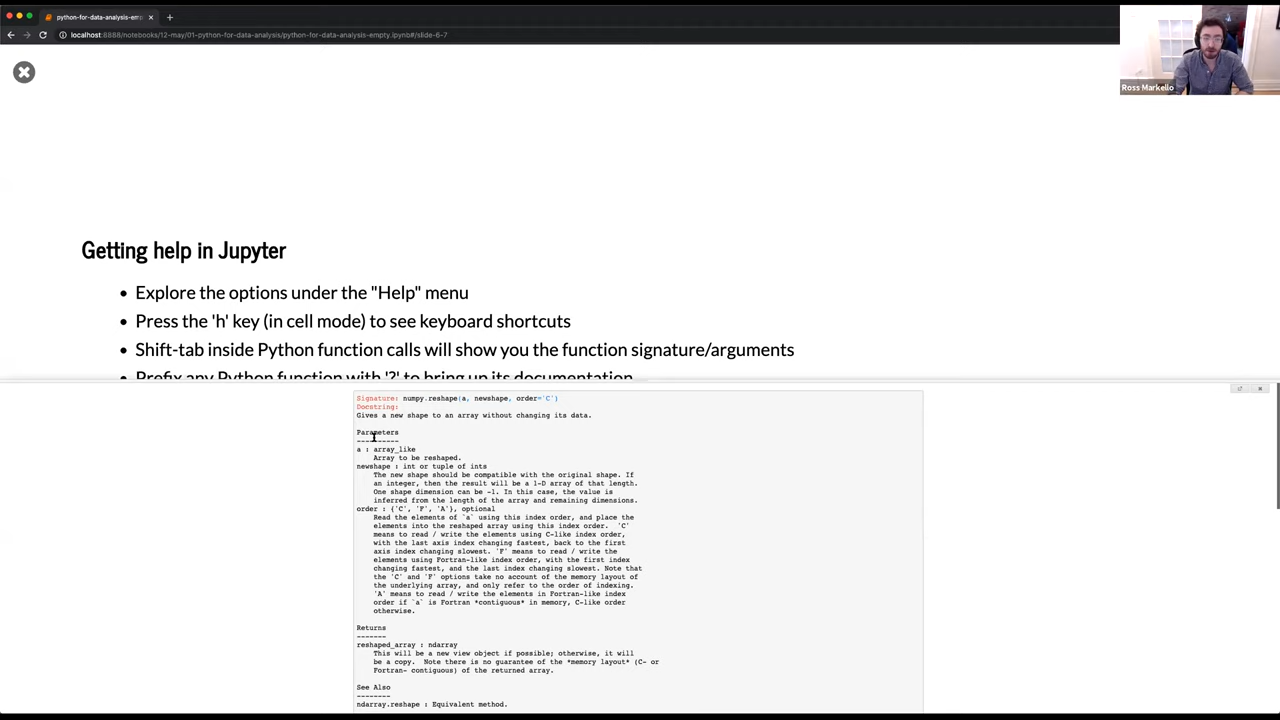 python-for-data-analysis-em
localhost:8888/notebooks/12-may/01-python-for-data-analysis/python-for-data-analysis-empty.ipynb#/slide-6-7
Ross Markello
Getting help in Jupyter
• Explore the options under the "Help" menu
• Press the 'h' key (in cell mode) to see keyboard shortcuts
• Shift-tab inside Python function calls will show you the function signature/arguments
• Prefix any Python function with '?' to bring up its documentation
Signature: numpy.reshape(a, newshape, order='C')
Docstring:
Gives a new shape to an array without changing its data.
Parameters
----------
a : array_like
Array to be reshaped.
newshape : int or tuple of ints
The new shape should be compatible with the original shape. If
an integer, then the result will be a 1-D array of that length.
One shape dimension can be -1. In this case, the value is
inferred from the length of the array and remaining dimensions.
order : {'C', 'F', 'A'}, optional
Read the elements of `a` using this index order, and place the
elements into the reshaped array using this index order. 'C'
means to read / write the elements using C-like index order,
with the last axis index changing fastest, back to the first
axis index changing slowest. 'F' means to read / write the
elements using Fortran-like index order, with the first index
changing fastest, and the last index changing slowest. Note that
the 'C' and 'F' options take no account of the memory layout of
the underlying array, and only refer to the order of indexing.
'A' means to read / write the elements in Fortran-like index
order if `a` is Fortran *contiguous* in memory, C-like order
otherwise.
Returns
-------
reshaped_array : ndarray
This will be a new view object if possible; otherwise, it will
be a copy. Note there is no guarantee of the *memory layout* (C- or
Fortran- contiguous) of the returned array.
See Also
--------
ndarray.reshape : Equivalent method.